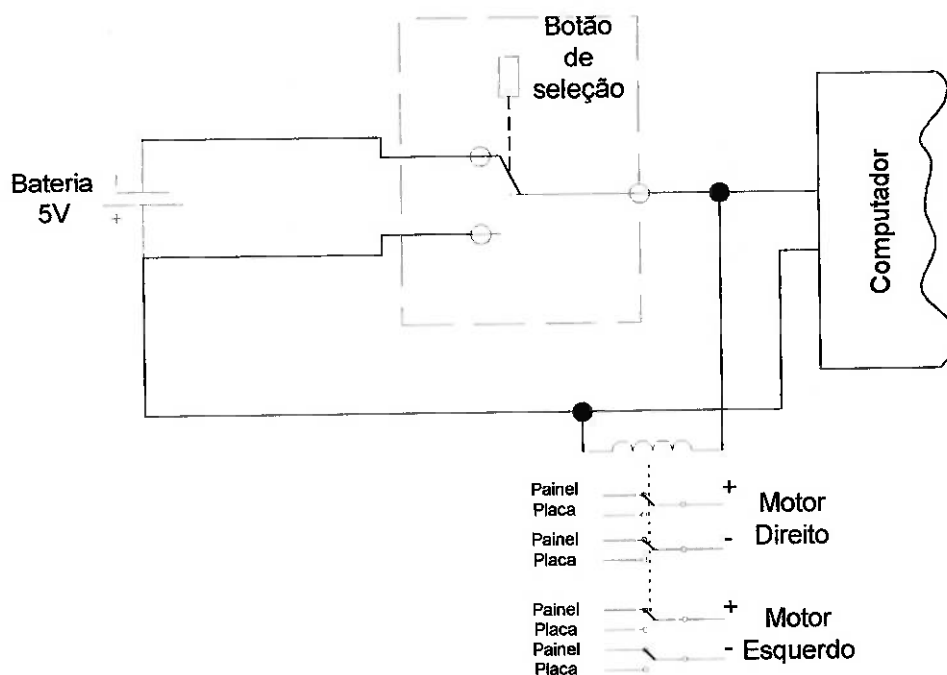 Botão
de
seleção
Bateria
5V
+
Computador
Painel
Placa
+
Motor
Direito
Painel
Placa
-
Painel
Placa
+
Motor
Esquerdo
Painel
Placa
-